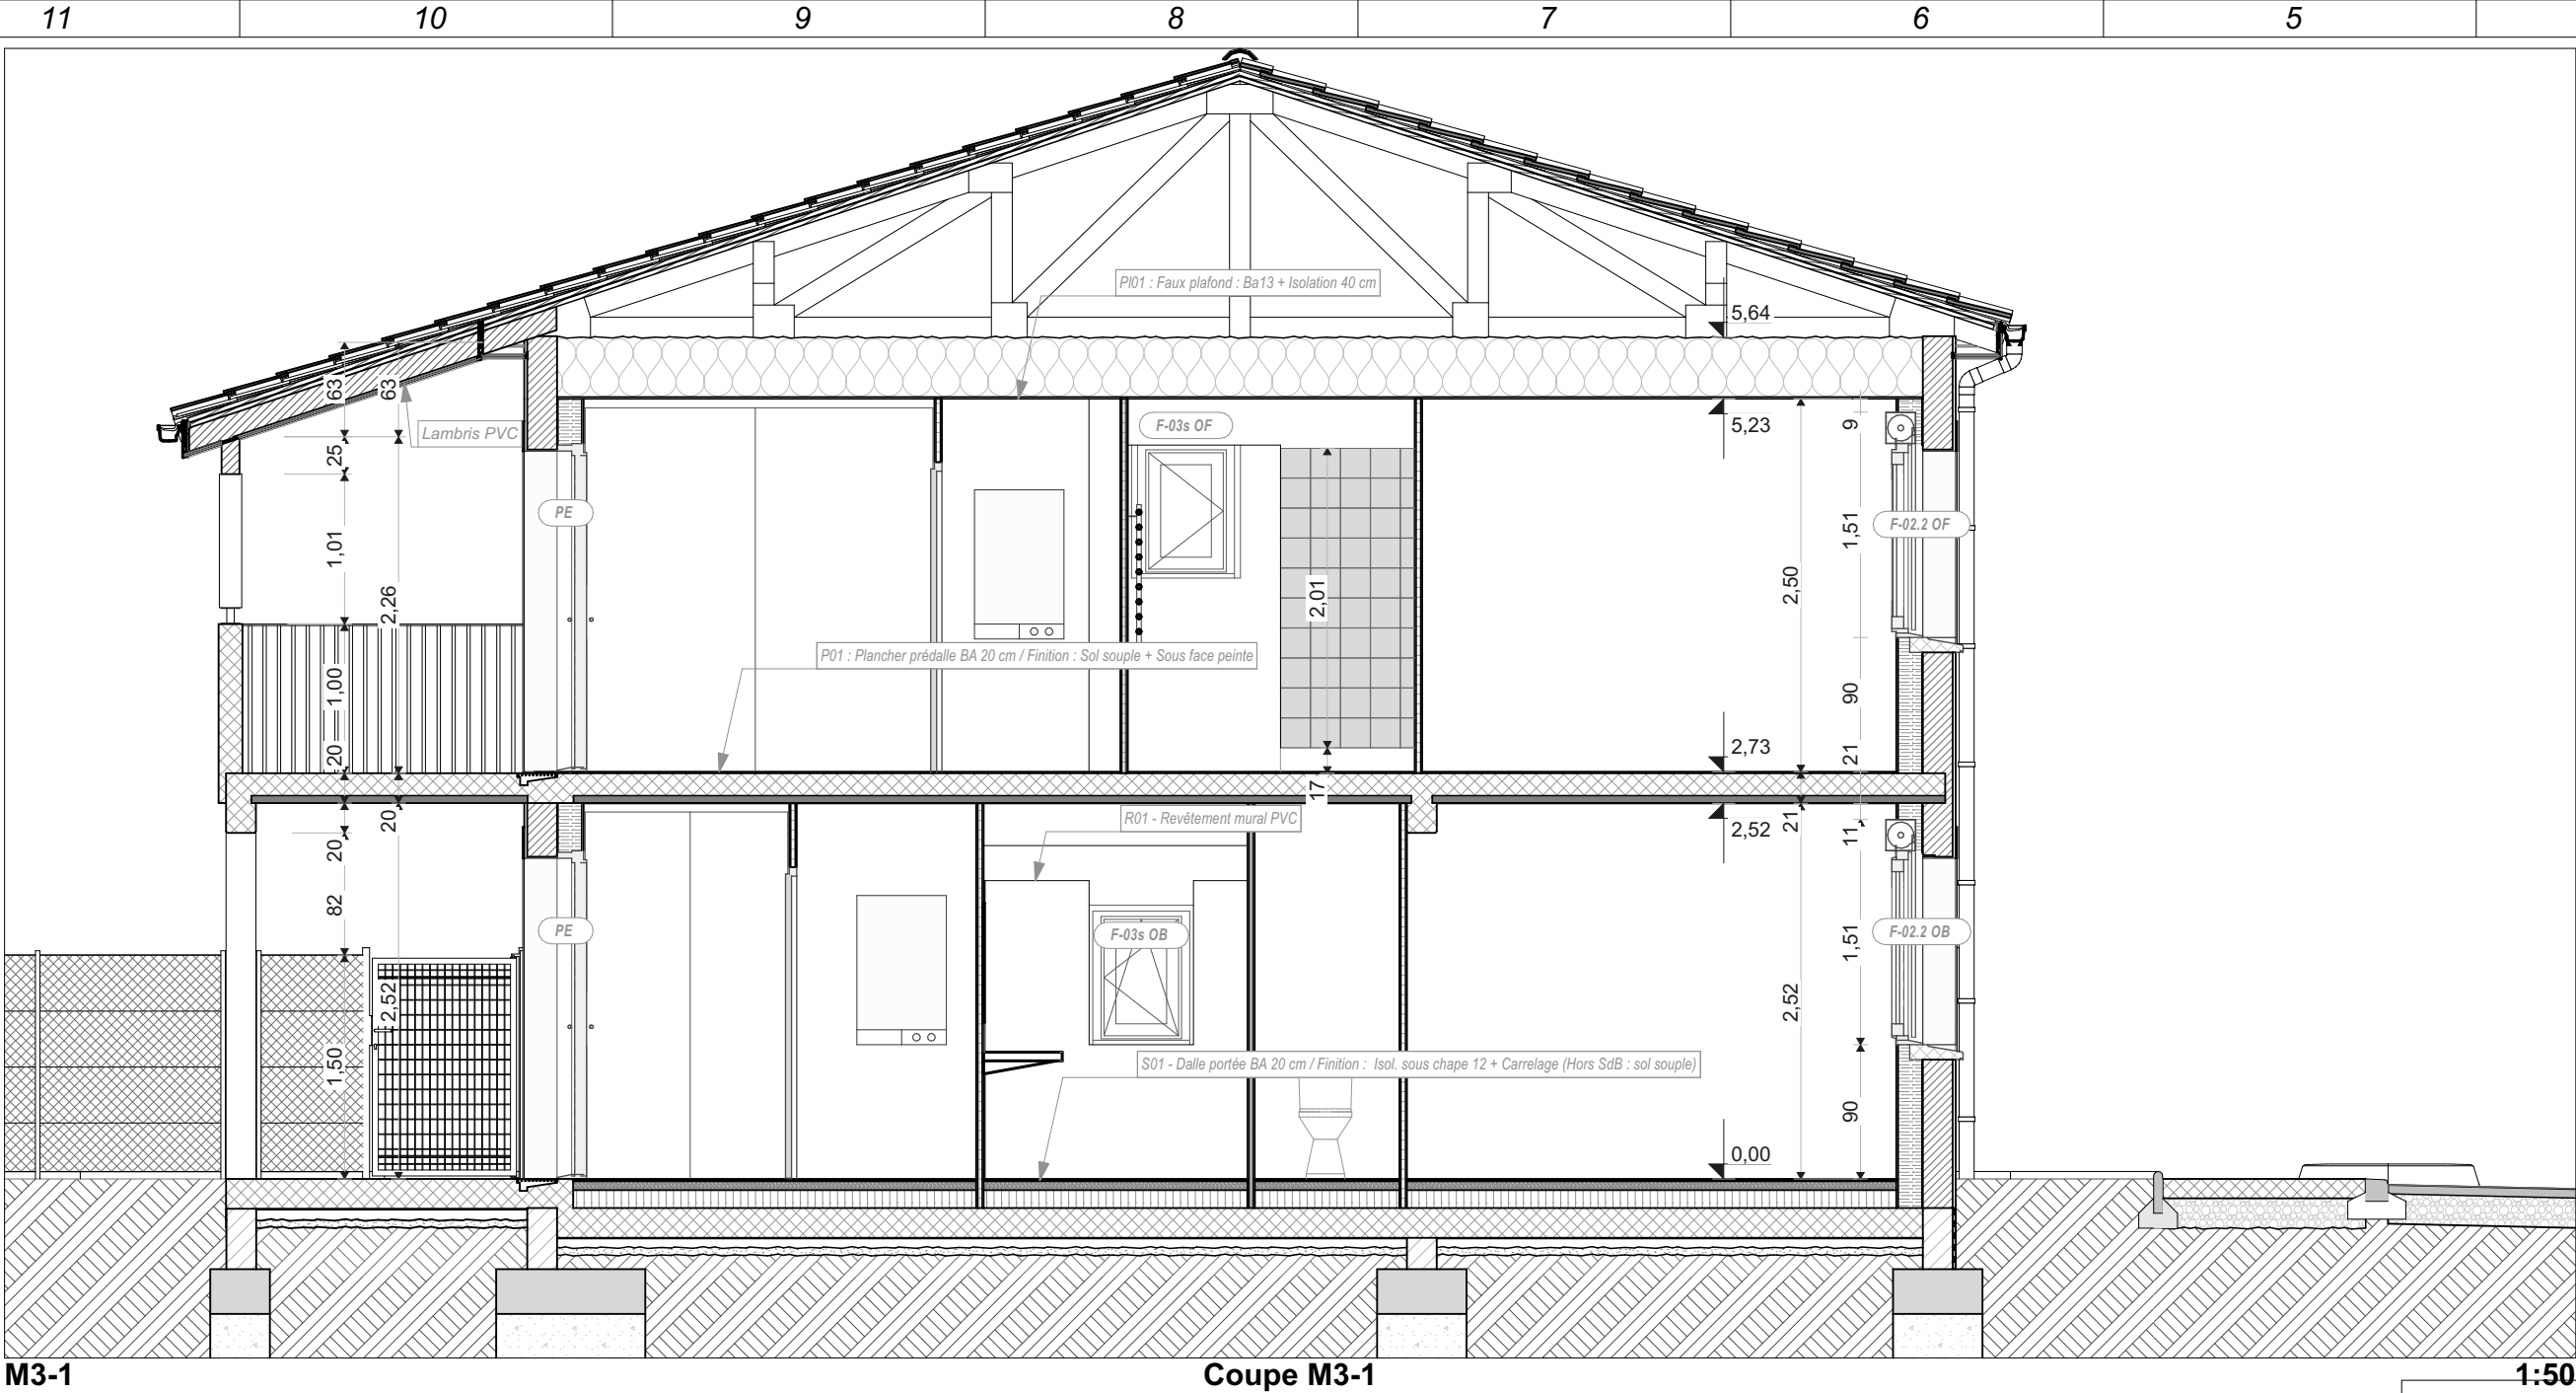 11 10 9 8 7 6 5
PI01 : Faux plafond : Ba13 + Isolation 40 cm
5,64
63 63
Lambris PVC
F-03s OF
5,23
9
25
PE
1,01
2,26
2,01
2,50
1,51
F-02.2 OF
P01 : Plancher prédalle BA 20 cm / Finition : Sol souple + Sous face peinte
1,00
90
20
2,73
21
17
20
R01 - Revêtement mural PVC
2,52
21
11
20
82
PE
F-03s OB
1,51
F-02.2 OB
2,52
2,52
1,50
S01 - Dalle portée BA 20 cm / Finition : Isol. sous chape 12 + Carrelage (Hors SdB : sol souple)
90
0,00
M3-1 Coupe M3-1 1:50